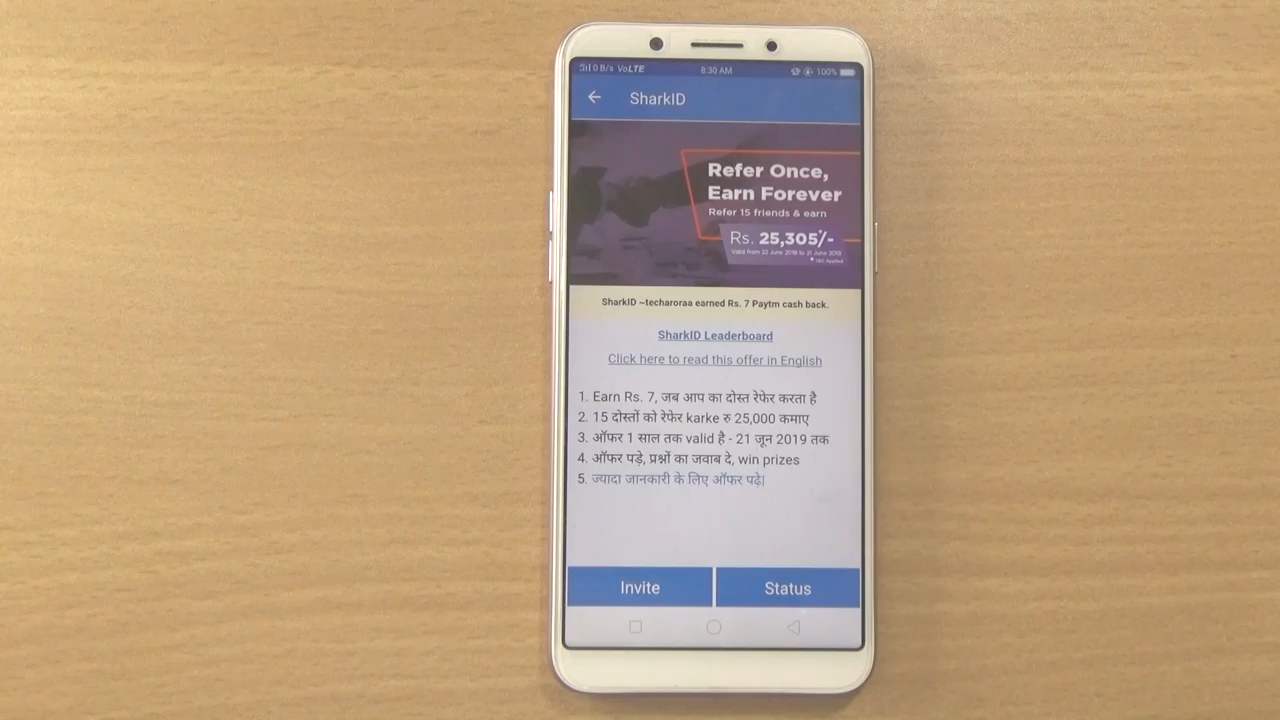 0 B/s VoLTE 8:30 AM 100%
SharkID
Refer Once,
Earn Forever
Refer 15 friends & earn
Rs. 25,305*/-
Valid from 22 June 2018 to 21 June 2019
*T&C Applied
SharkID ~techaroraa earned Rs. 7 Paytm cash back.
SharkID Leaderboard
Click here to read this offer in English
1. Earn Rs. 7, जब आप का दोस्त रेफेर करता है
2. 15 दोस्तों को रेफेर karke रु 25,000 कमाए
3. ऑफर 1 साल तक valid है - 21 जून 2019 तक
4. ऑफर पड़े, प्रश्नों का जवाब दे, win prizes
5. ज्यादा जानकारी के लिए ऑफर पढ़े|
Invite Status